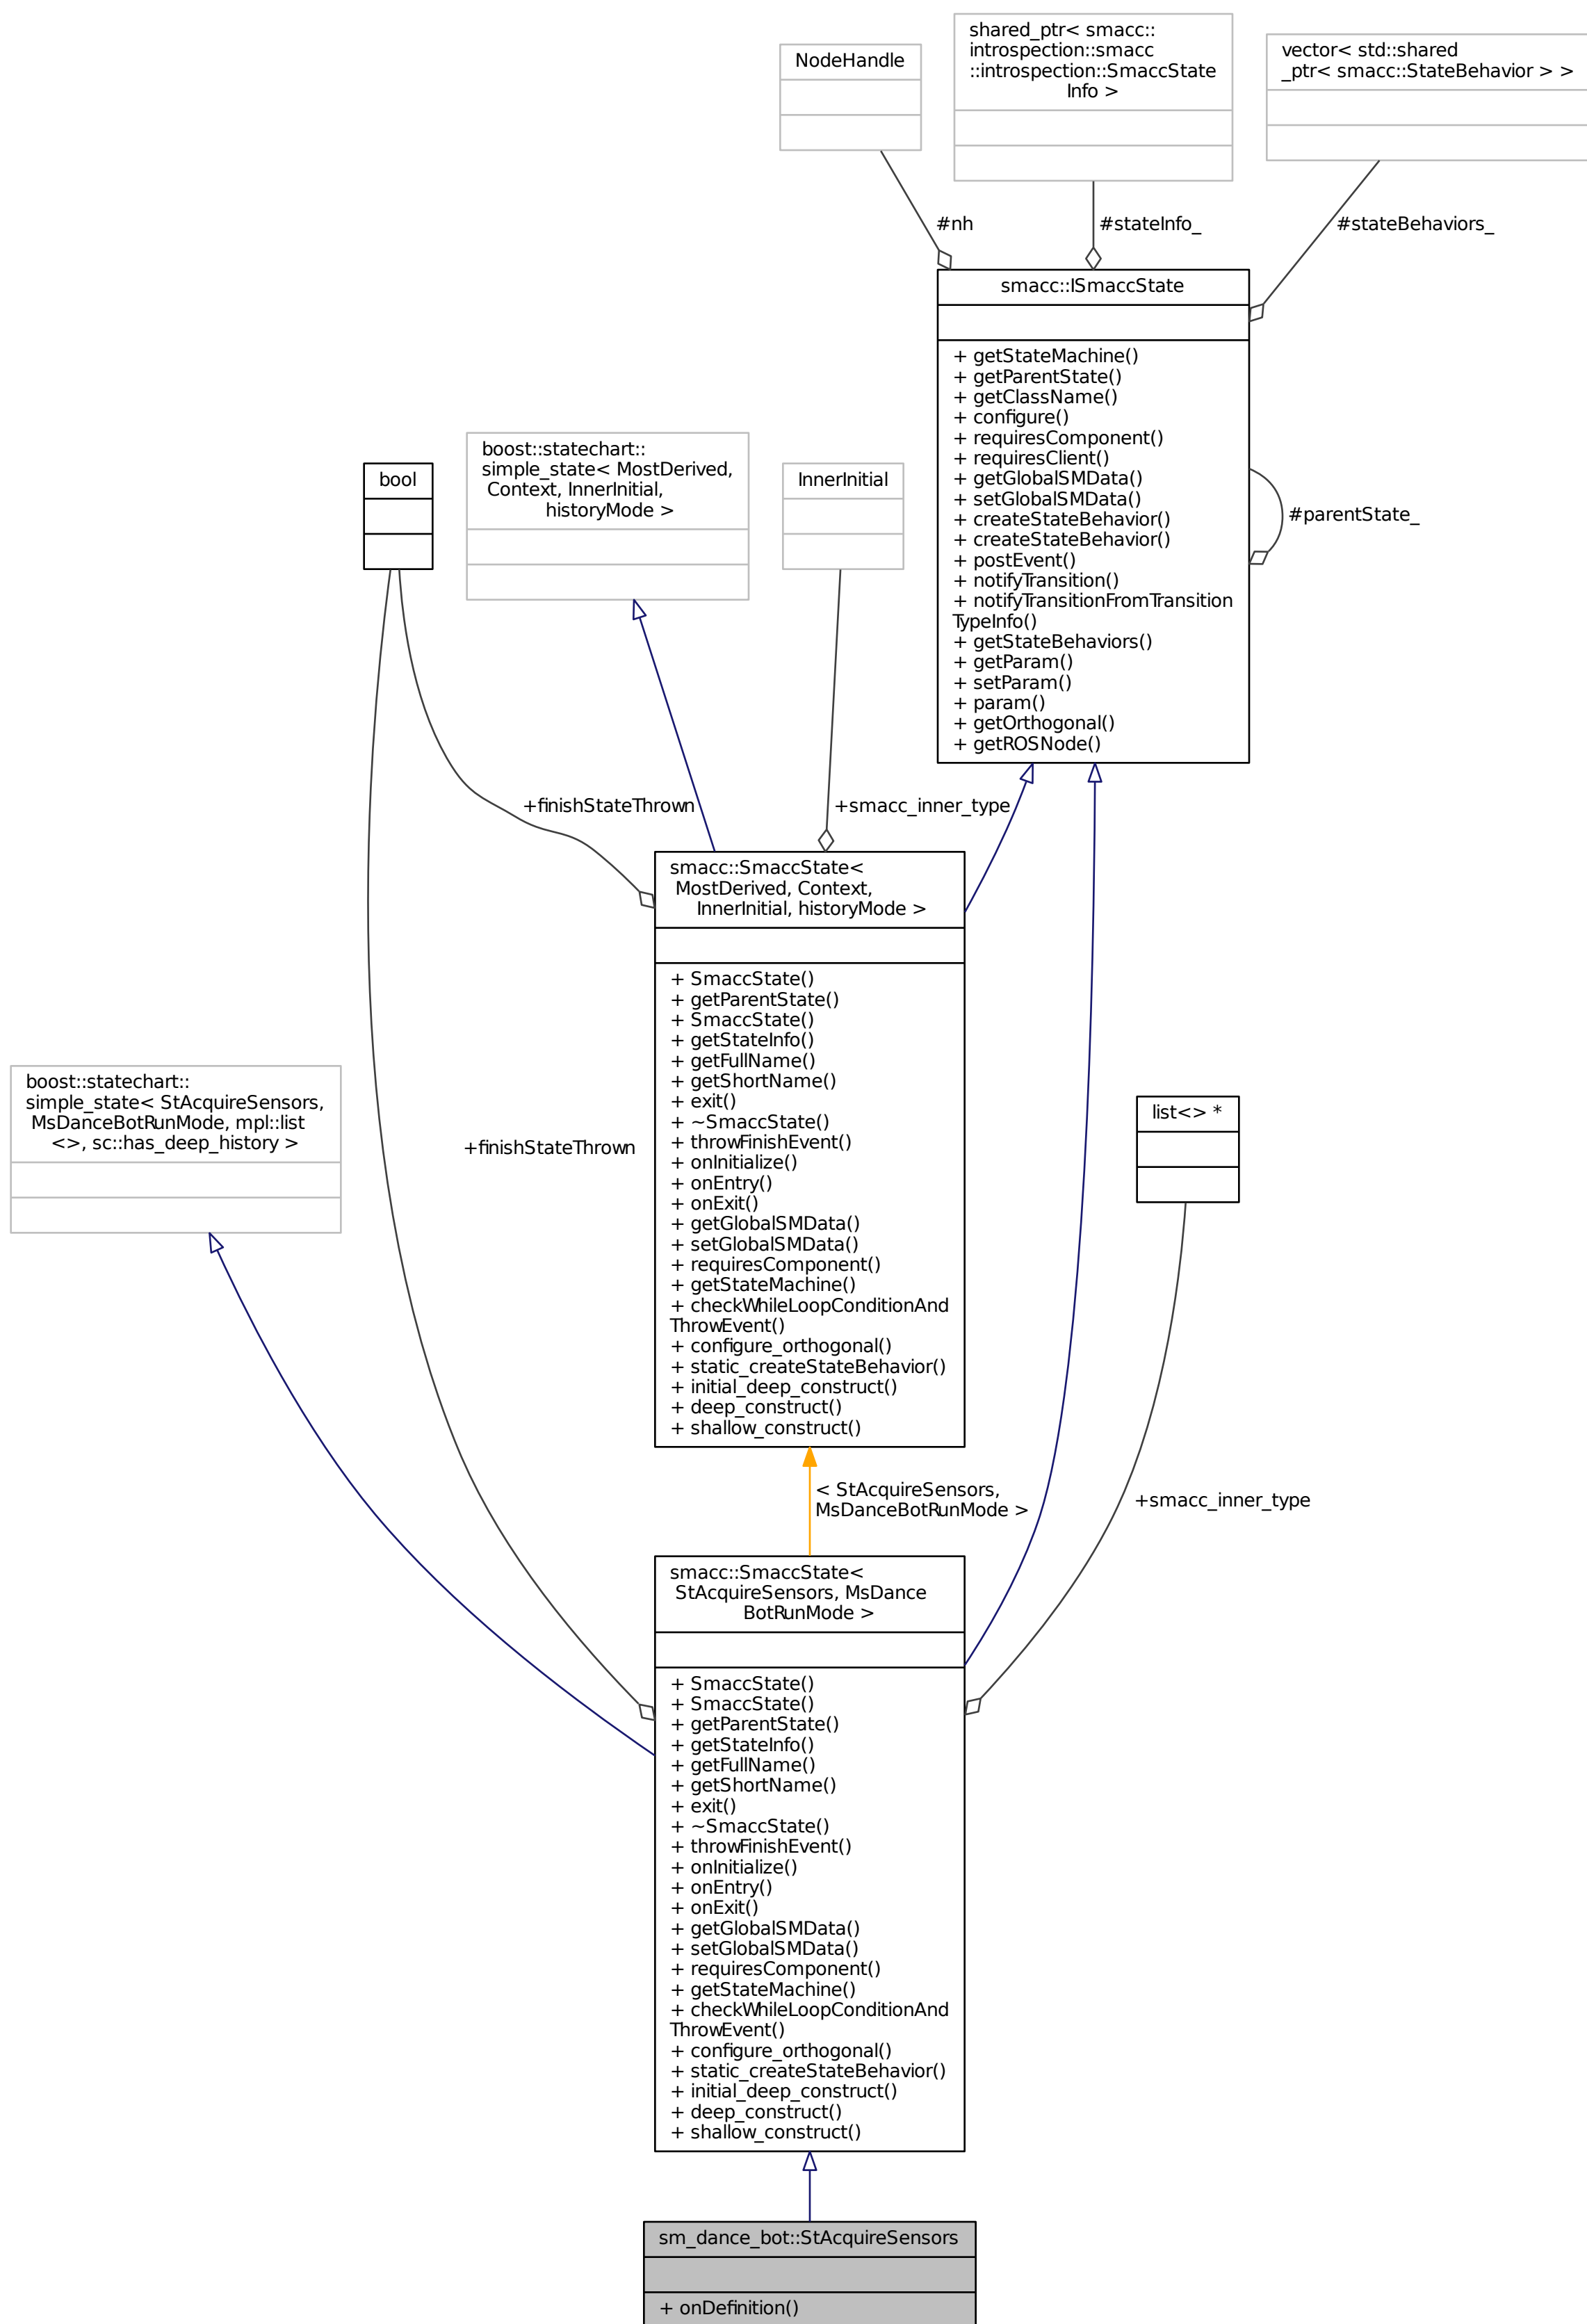 NodeHandle
shared_ptr< smacc::
introspection::smacc
::introspection::SmaccState
Info >
vector< std::shared
_ptr< smacc::StateBehavior > >
#nh
#stateInfo_
#stateBehaviors_
smacc::ISmaccState
+ getStateMachine()
+ getParentState()
+ getClassName()
+ configure()
+ requiresComponent()
+ requiresClient()
+ getGlobalSMData()
+ setGlobalSMData()
+ createStateBehavior()
+ createStateBehavior()
+ postEvent()
+ notifyTransition()
+ notifyTransitionFromTransition
TypeInfo()
+ getStateBehaviors()
+ getParam()
+ setParam()
+ param()
+ getOrthogonal()
+ getROSNode()
#parentState_
bool
boost::statechart::
simple_state< MostDerived,
Context, InnerInitial,
historyMode >
InnerInitial
+finishStateThrown
+smacc_inner_type
smacc::SmaccState<
MostDerived, Context,
InnerInitial, historyMode >
+ SmaccState()
+ getParentState()
+ SmaccState()
+ getStateInfo()
+ getFullName()
+ getShortName()
+ exit()
+ ~SmaccState()
+ throwFinishEvent()
+ onInitialize()
+ onEntry()
+ onExit()
+ getGlobalSMData()
+ setGlobalSMData()
+ requiresComponent()
+ getStateMachine()
+ checkWhileLoopConditionAnd
ThrowEvent()
+ configure_orthogonal()
+ static_createStateBehavior()
+ initial_deep_construct()
+ deep_construct()
+ shallow_construct()
boost::statechart::
simple_state< StAcquireSensors,
MsDanceBotRunMode, mpl::list
<>, sc::has_deep_history >
+finishStateThrown
list<> *
< StAcquireSensors,
MsDanceBotRunMode >
+smacc_inner_type
smacc::SmaccState<
StAcquireSensors, MsDance
BotRunMode >
+ SmaccState()
+ SmaccState()
+ getParentState()
+ getStateInfo()
+ getFullName()
+ getShortName()
+ exit()
+ ~SmaccState()
+ throwFinishEvent()
+ onInitialize()
+ onEntry()
+ onExit()
+ getGlobalSMData()
+ setGlobalSMData()
+ requiresComponent()
+ getStateMachine()
+ checkWhileLoopConditionAnd
ThrowEvent()
+ configure_orthogonal()
+ static_createStateBehavior()
+ initial_deep_construct()
+ deep_construct()
+ shallow_construct()
sm_dance_bot::StAcquireSensors
+ onDefinition()